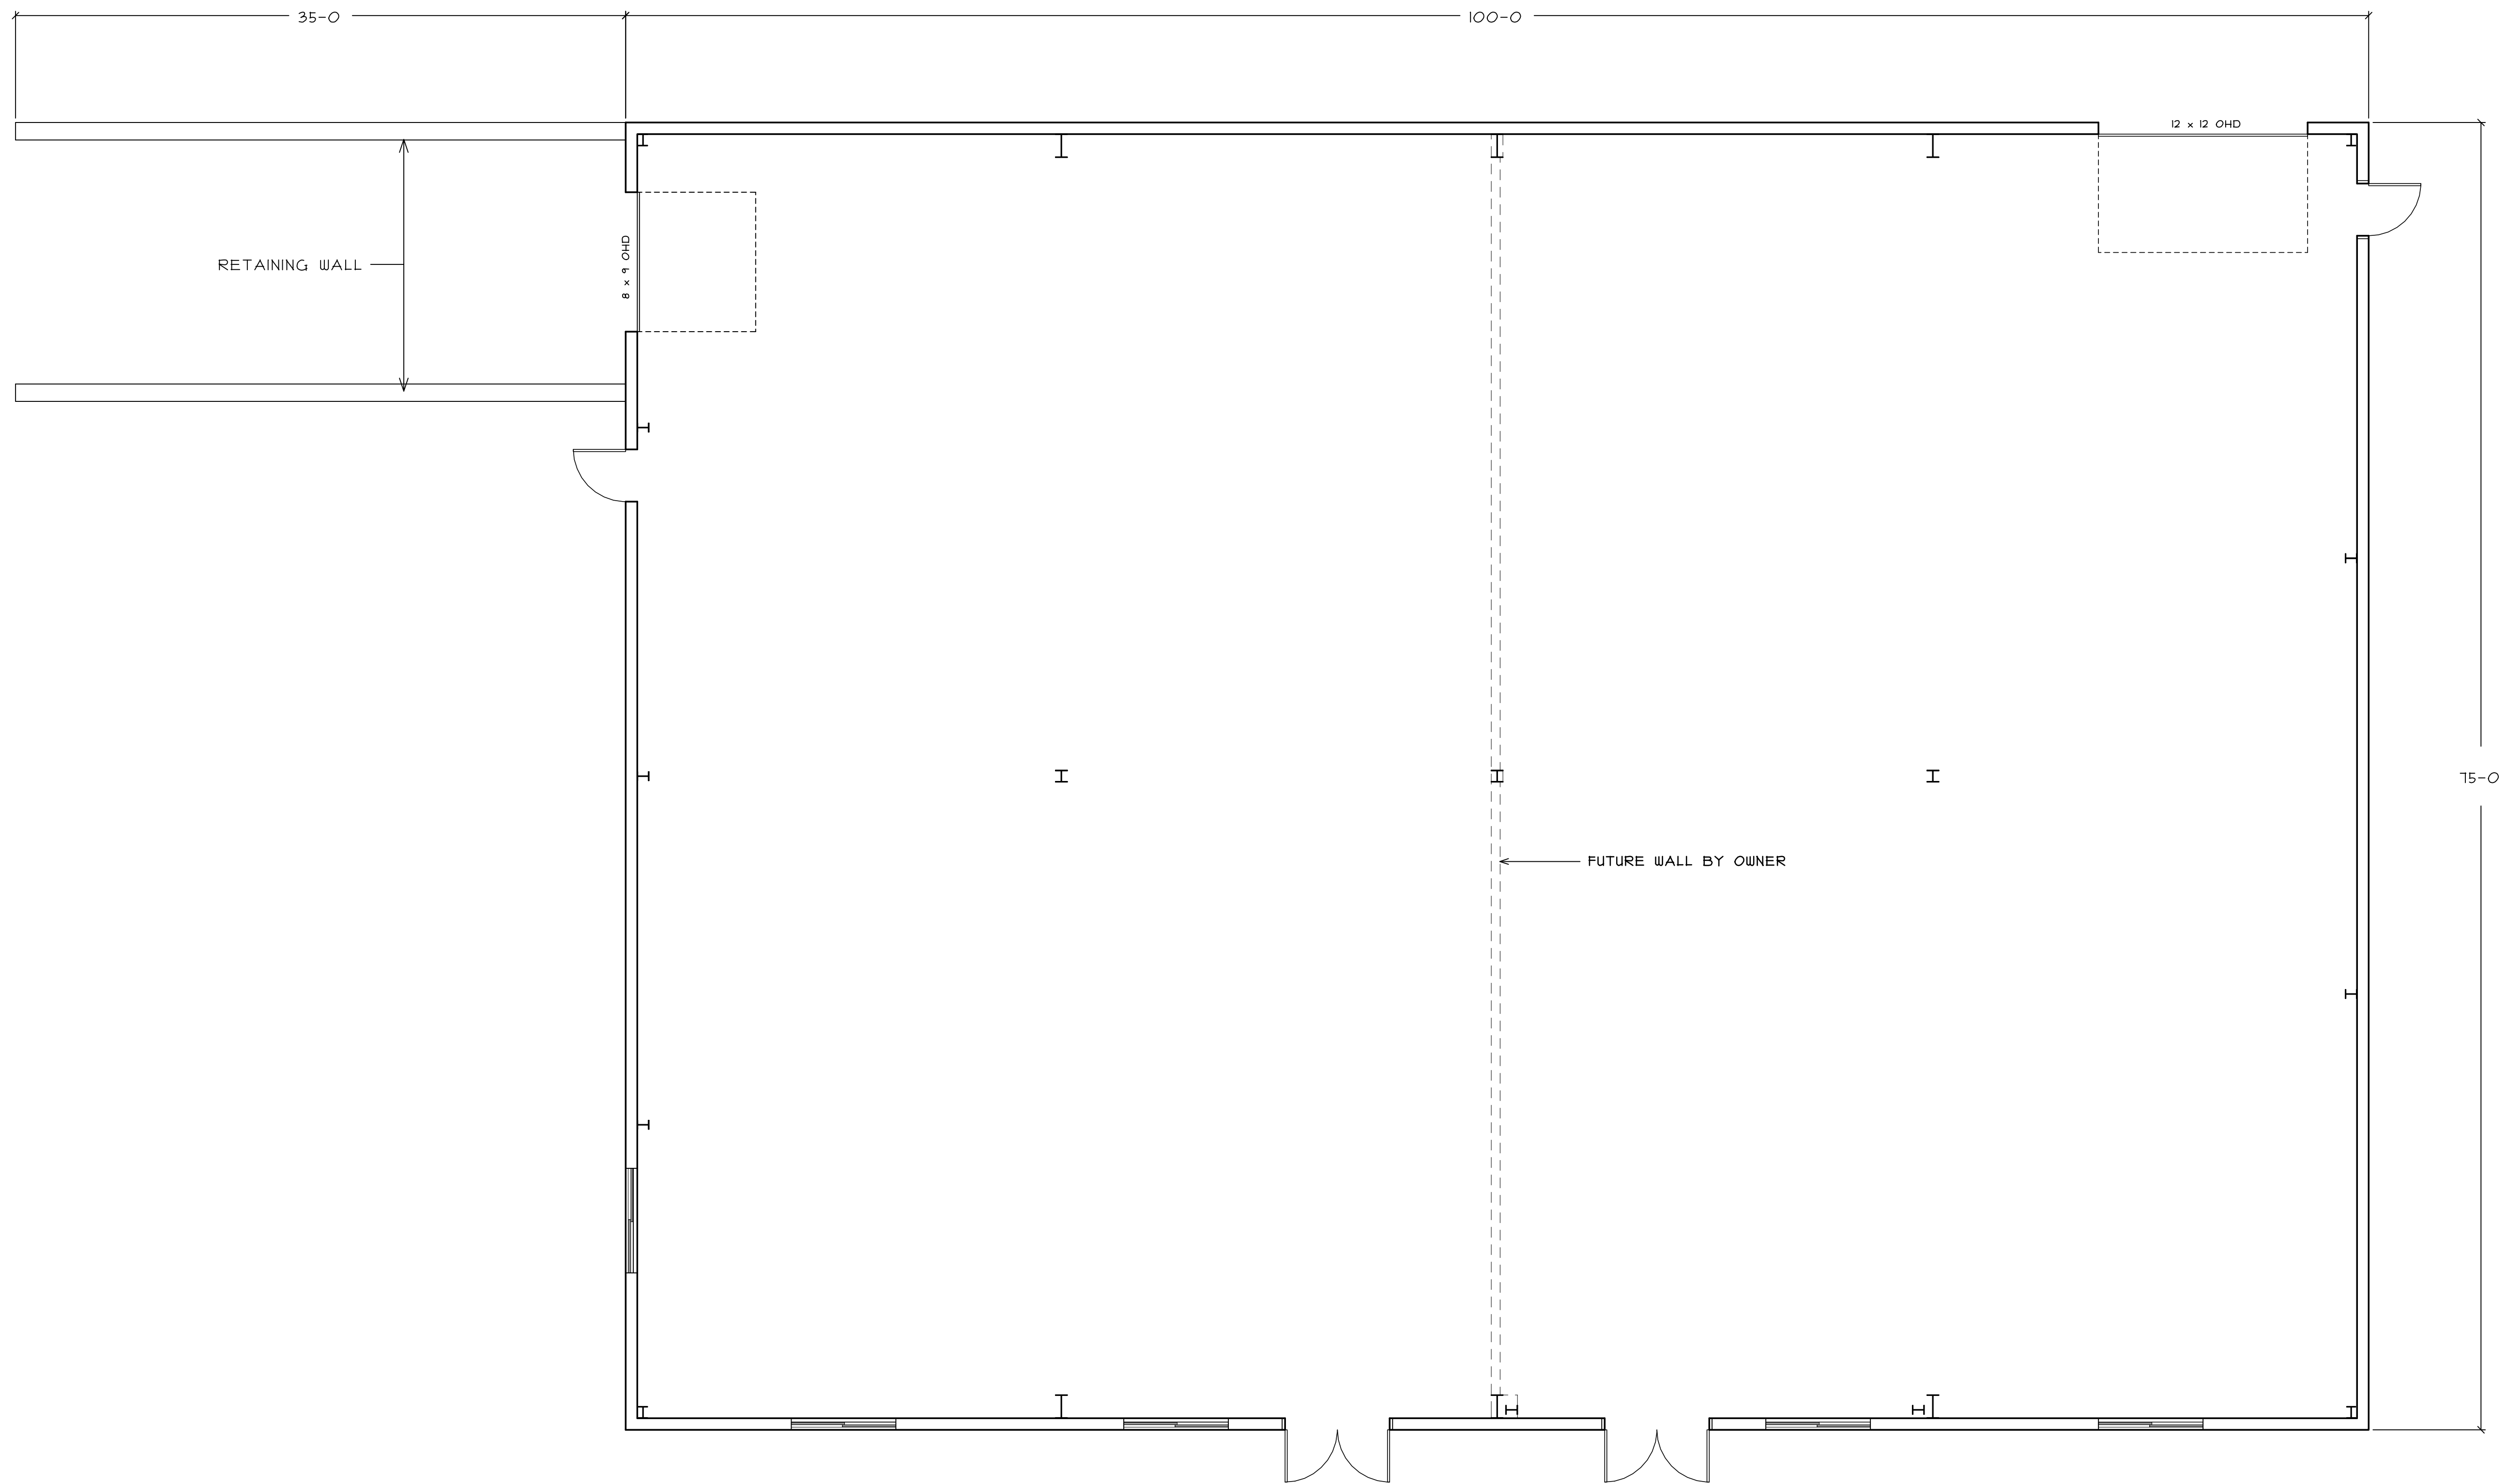 35-0
100-0
12 x 12 OHD
8 x 9 OHD
RETAINING WALL
75-0
FUTURE WALL BY OWNER